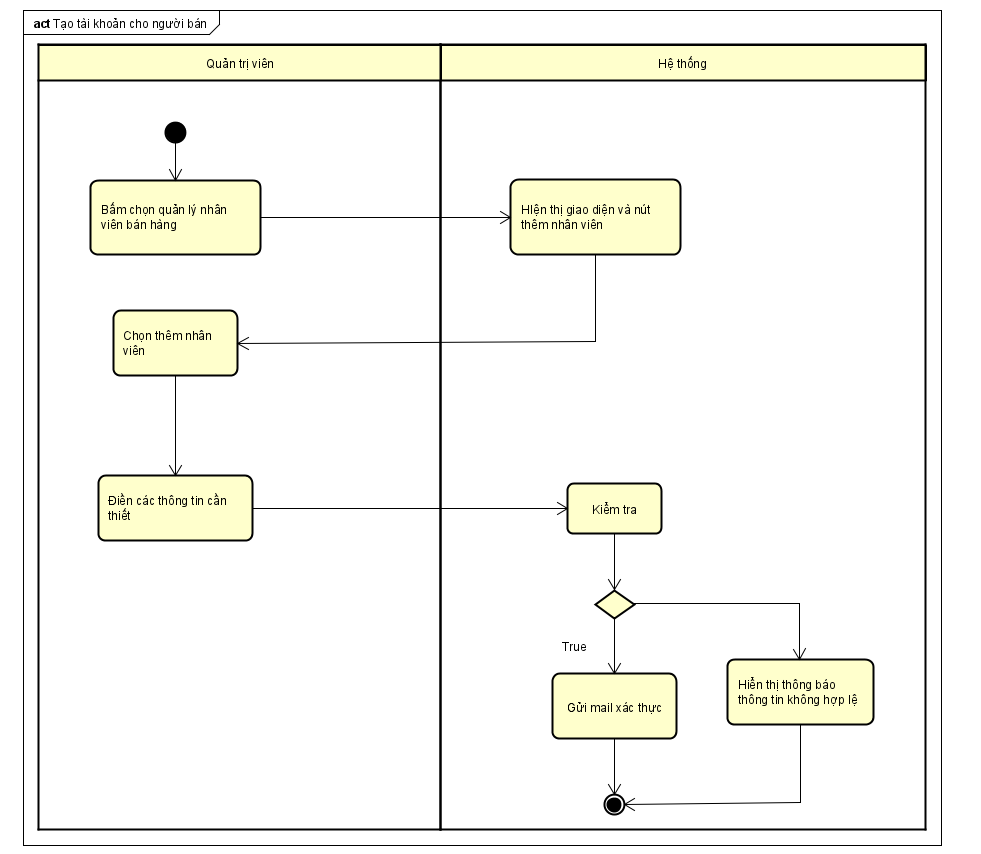 act Tạo tài khoản cho người bán
Quản trị viên
Hệ thống
Bấm chọn quản lý nhân
viên bán hàng
HIện thị giao diện và nút
thêm nhân viên
Chọn thêm nhân
viên
Điền các thông tin cần
thiết
Kiểm tra
True
Gửi mail xác thực
Hiển thị thông báo
thông tin không hợp lệ